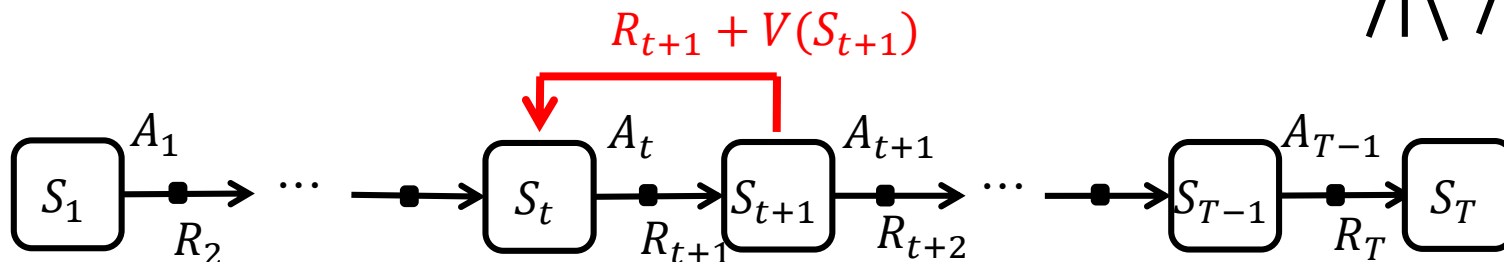 R_{t+1} + V(S_{t+1})
A_1 A_t A_{t+1} A_{T-1}
S_1 ... S_t S_{t+1} ... S_{T-1} S_T
R_2 R_{t+1} R_{t+2} R_T